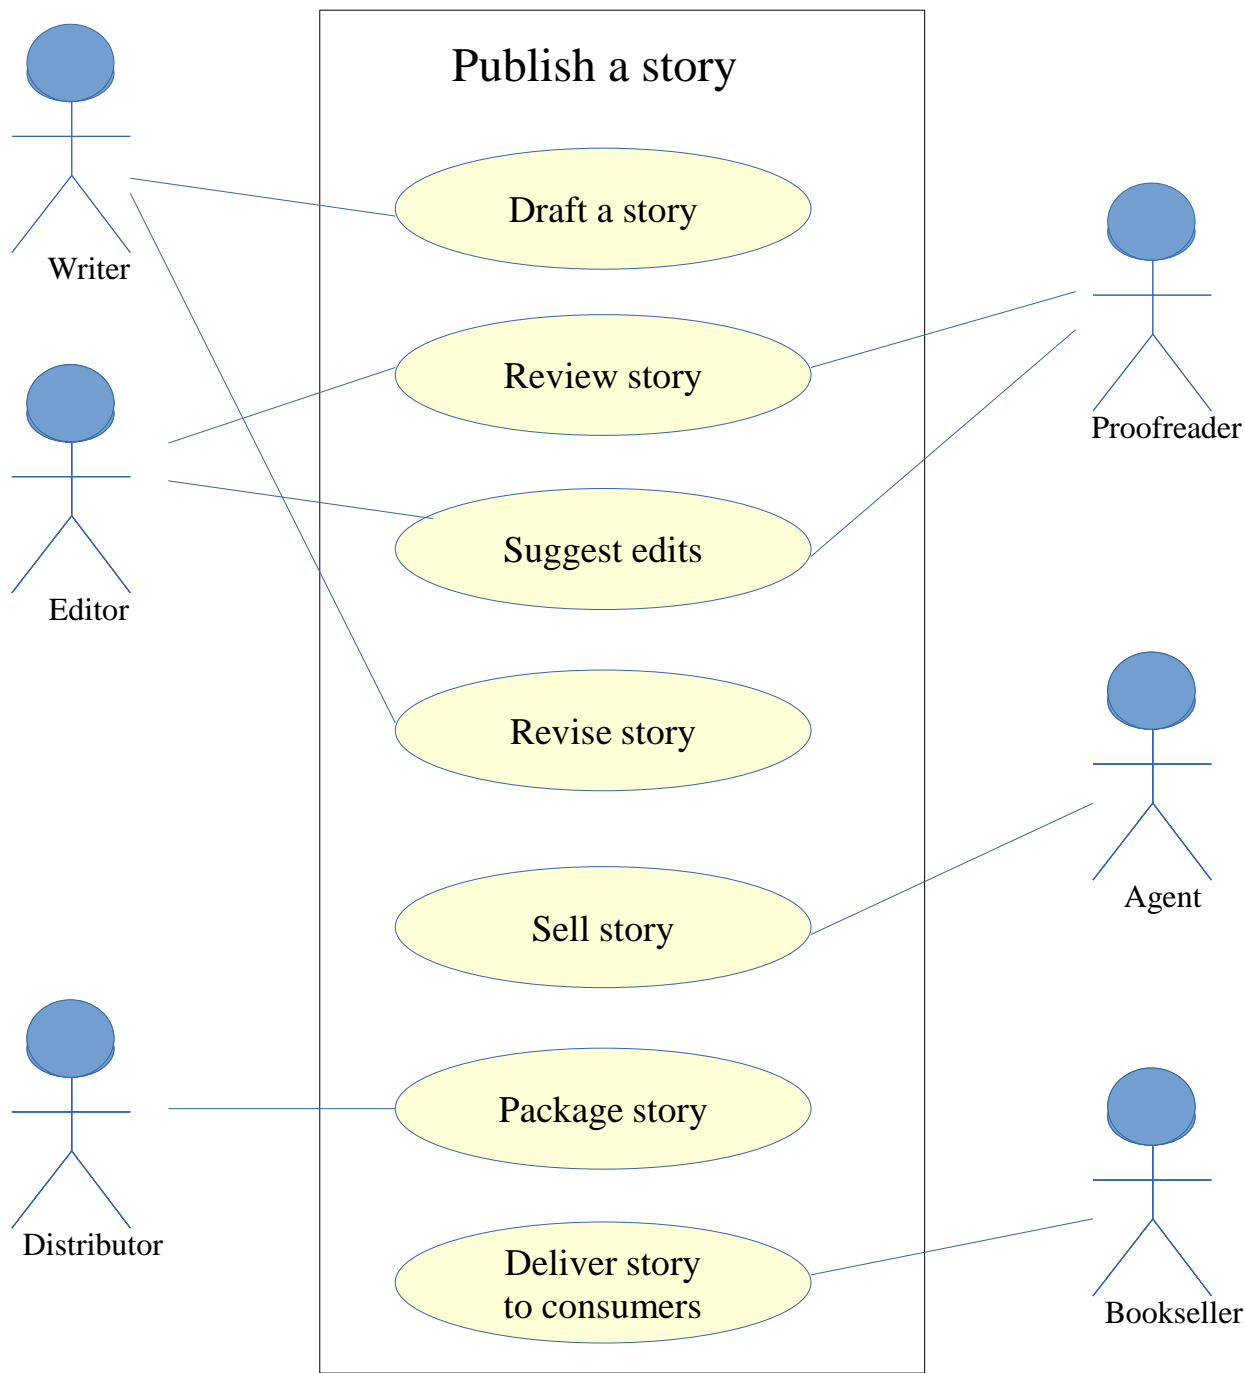 Publish a story
Draft a story
Writer
Review story
Proofreader
Suggest edits
Editor
Revise story
Agent
Sell story
Package story
Distributor
Deliver story
to consumers
Bookseller